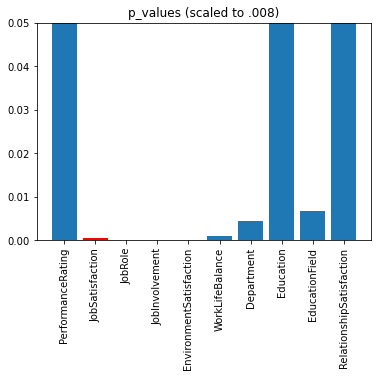 p_values (scaled to .008)
0.05
0.04
0.03
0.02
0.01
0.00
PerformanceRating
JobSatisfaction
JobRole
JobInvolvement
EnvironmentSatisfaction
WorkLifeBalance
Department
Education
EducationField
RelationshipSatisfaction